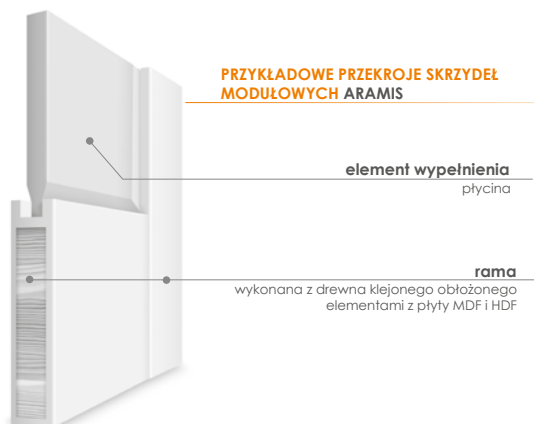 PRZYKŁADOWE PRZEKROJE SKRZYDEŁ
MODUŁOWYCH ARAMIS
element wypełnienia
płycina
rama
wykonana z drewna klejonego obłożonego
elementami z płyty MDF i HDF